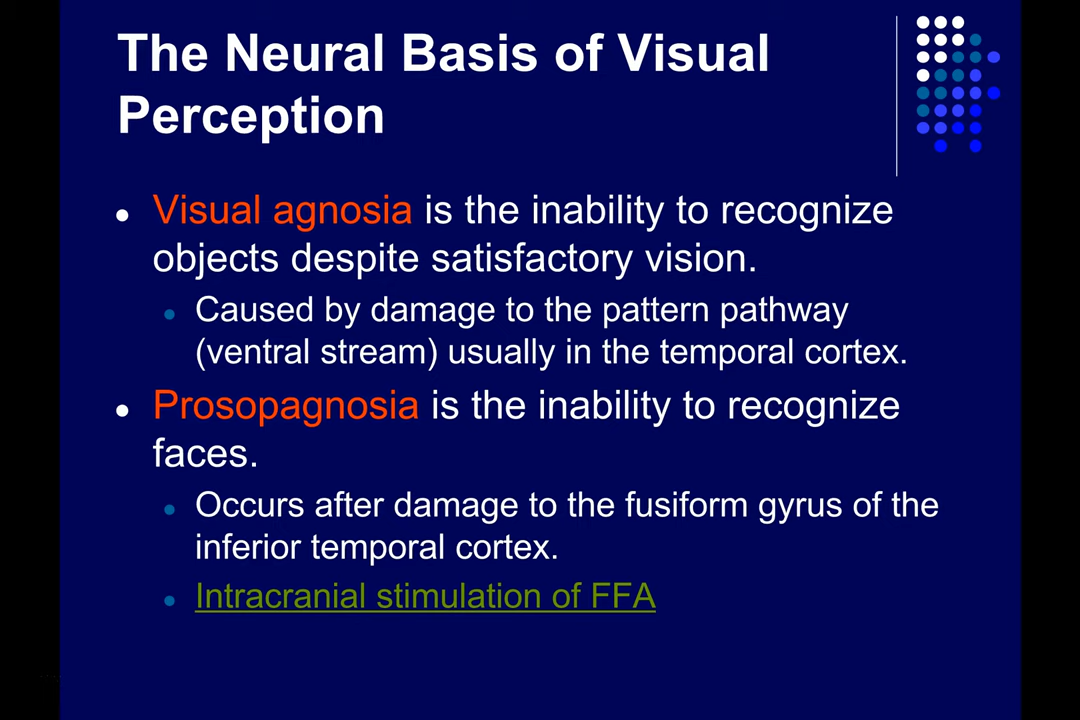 The Neural Basis of Visual
Perception
Visual agnosia is the inability to recognize
objects despite satisfactory vision.
Caused by damage to the pattern pathway
(ventral stream) usually in the temporal cortex.
Prosopagnosia is the inability to recognize
faces.
Occurs after damage to the fusiform gyrus of the
inferior temporal cortex.
Intracranial stimulation of FFA